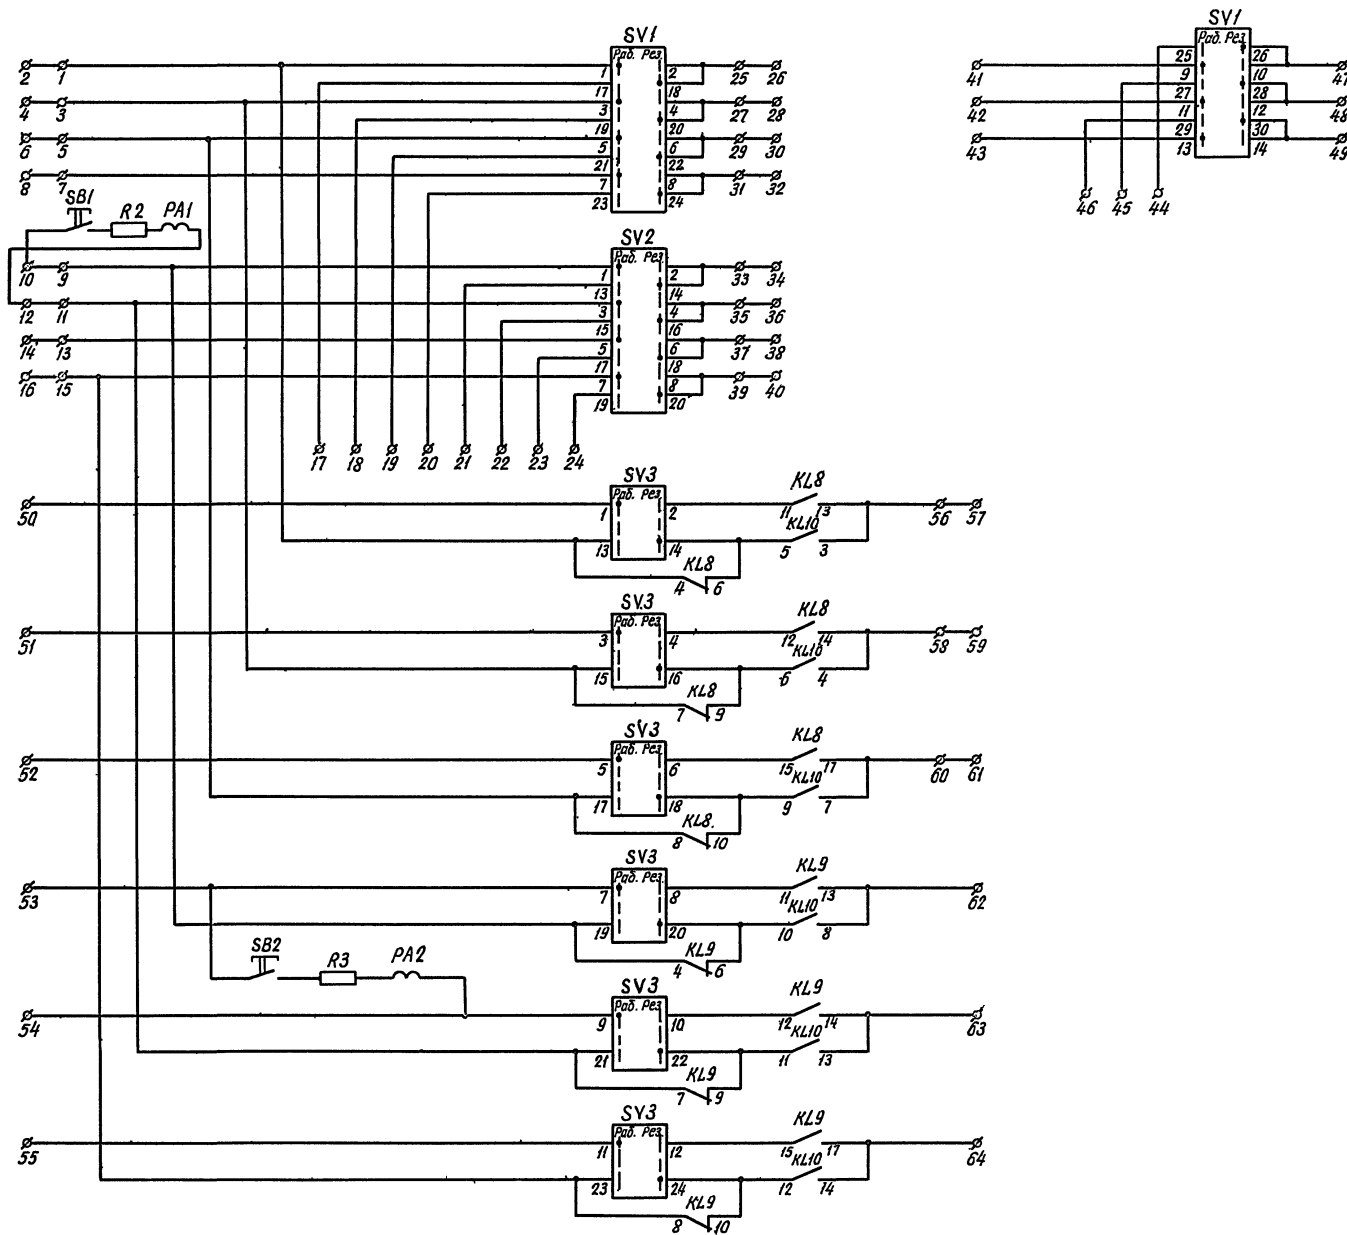 SV1
Раб. Рез.
2 1 1 2 25 26
17 18
4 3 3 4 27 28
19 20
6 5 5 6 29 30
21 22
8 7 7 8 31 32
23 24
SB1 R2 PA1
SV1
Раб. Рез.
25 26
41 9 10 47
27 28
42 11 12 48
29 30
43 13 14 49
46 45 44
SV2
Раб. Рез.
10 9 1 2 33 34
13 14
12 11 3 4 35 36
15 16
14 13 5 6 37 38
17 18
16 15 7 8 39 40
19 20
17 18 19 20 21 22 23 24
SV3 KL8
Раб. Рез.
50 1 2 11 13 56 57
KL10
13 14 5 3
KL8
4 6
SV3 KL8
Раб. Рез.
51 3 4 12 14 58 59
KL10
15 16 6 4
KL8
7 9
SV3 KL8
Раб. Рез.
52 5 6 15 17 60 61
KL10
17 18 9 7
KL8.
8 10
SV3 KL9
Раб. Рез.
53 7 8 11 13 62
KL10
19 20 10 8
SB2 R3 PA2
KL9
4 6
SV3 KL9
Раб. Рез.
54 9 10 12 14 63
KL10
21 22 11 13
KL9
7 9
SV3 KL9
Раб. Рез.
55 11 12 15 17 64
KL10
23 24 12 14
KL9
8 10